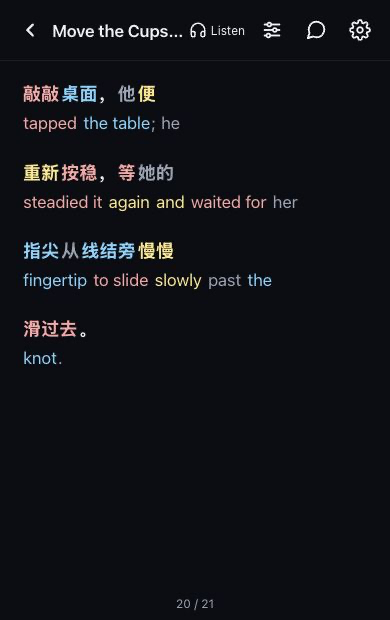 Move the Cups... Listen
敲敲桌面，他便
tapped the table; he
重新按稳，等她的
steadied it again and waited for her
指尖从线结旁慢慢
fingertip to slide slowly past the
滑过去。
knot.
20 / 21